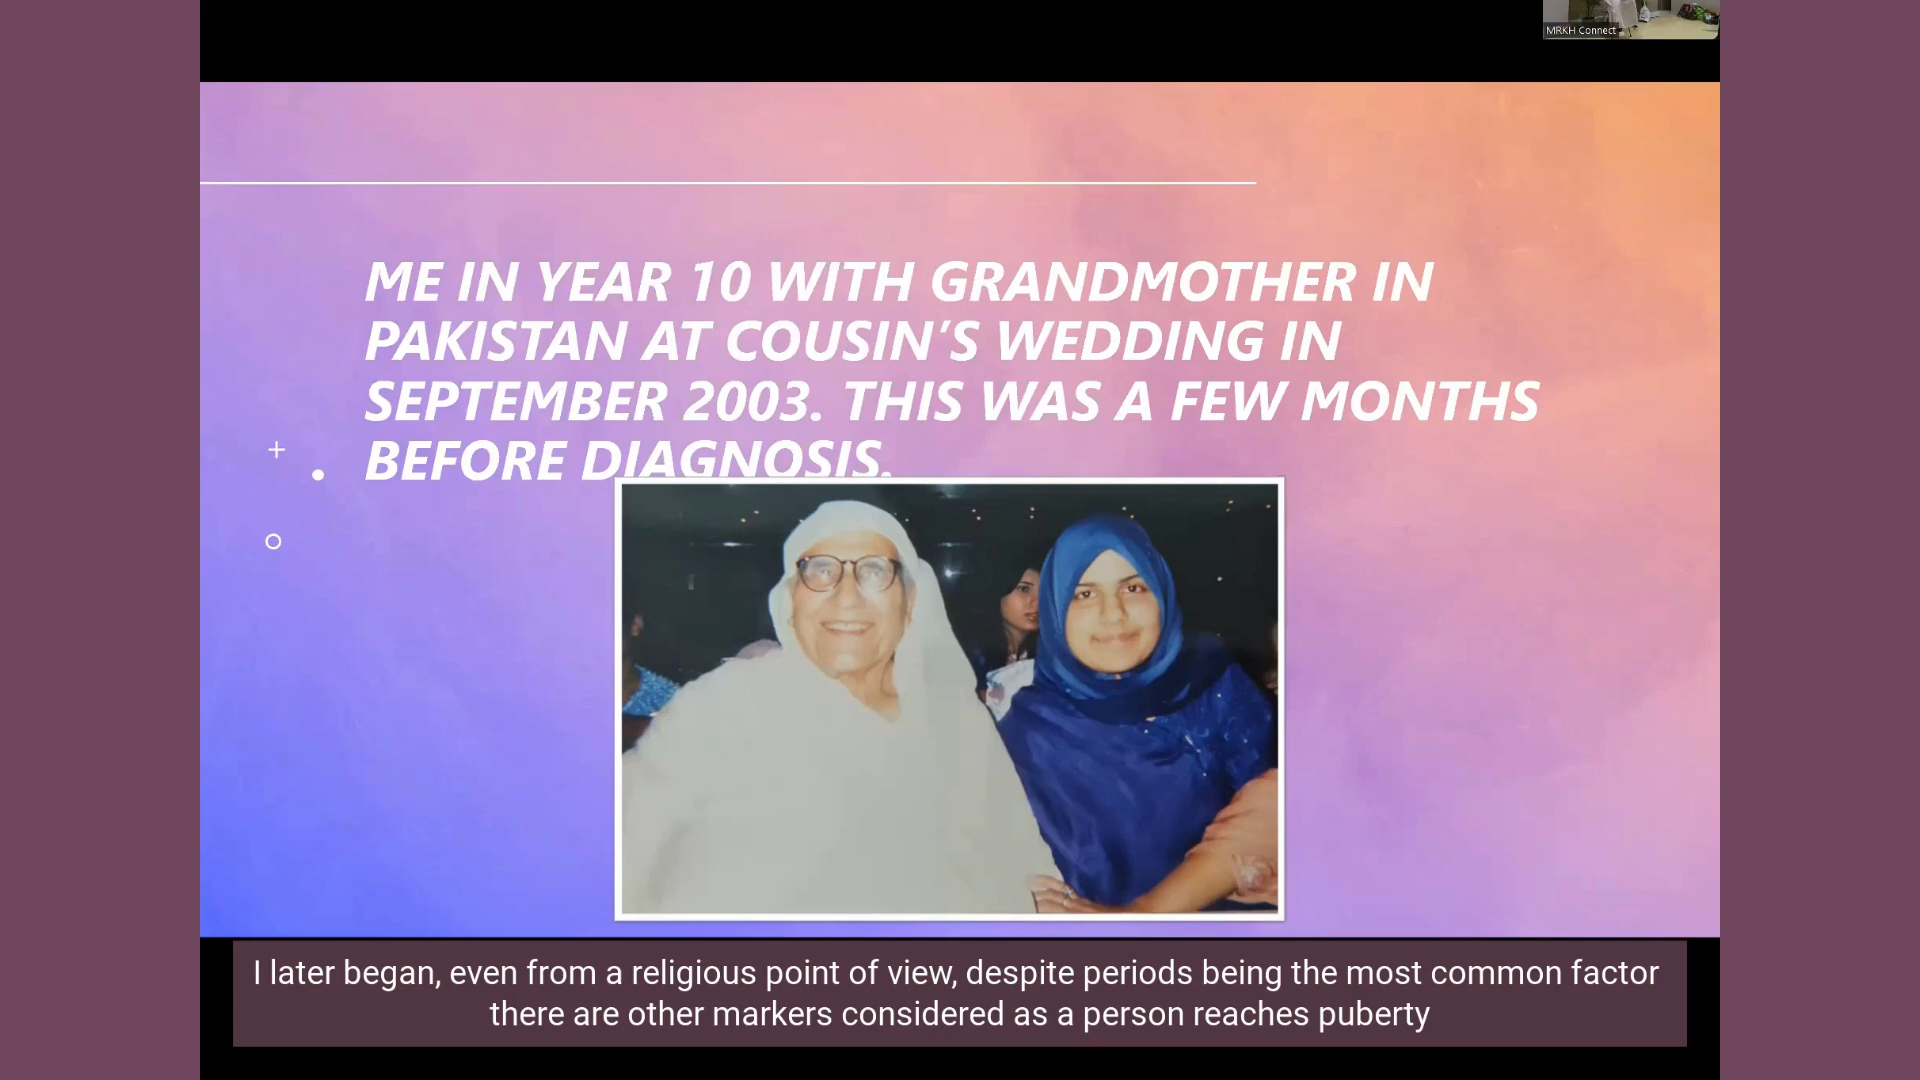 MRKH Connect
ME IN YEAR 10 WITH GRANDMOTHER IN
PAKISTAN AT COUSIN'S WEDDING IN
SEPTEMBER 2003. THIS WAS A FEW MONTHS
BEFORE DIAGNOSIS.
I later began, even from a religious point of view, despite periods being the most common factor
there are other markers considered as a person reaches puberty